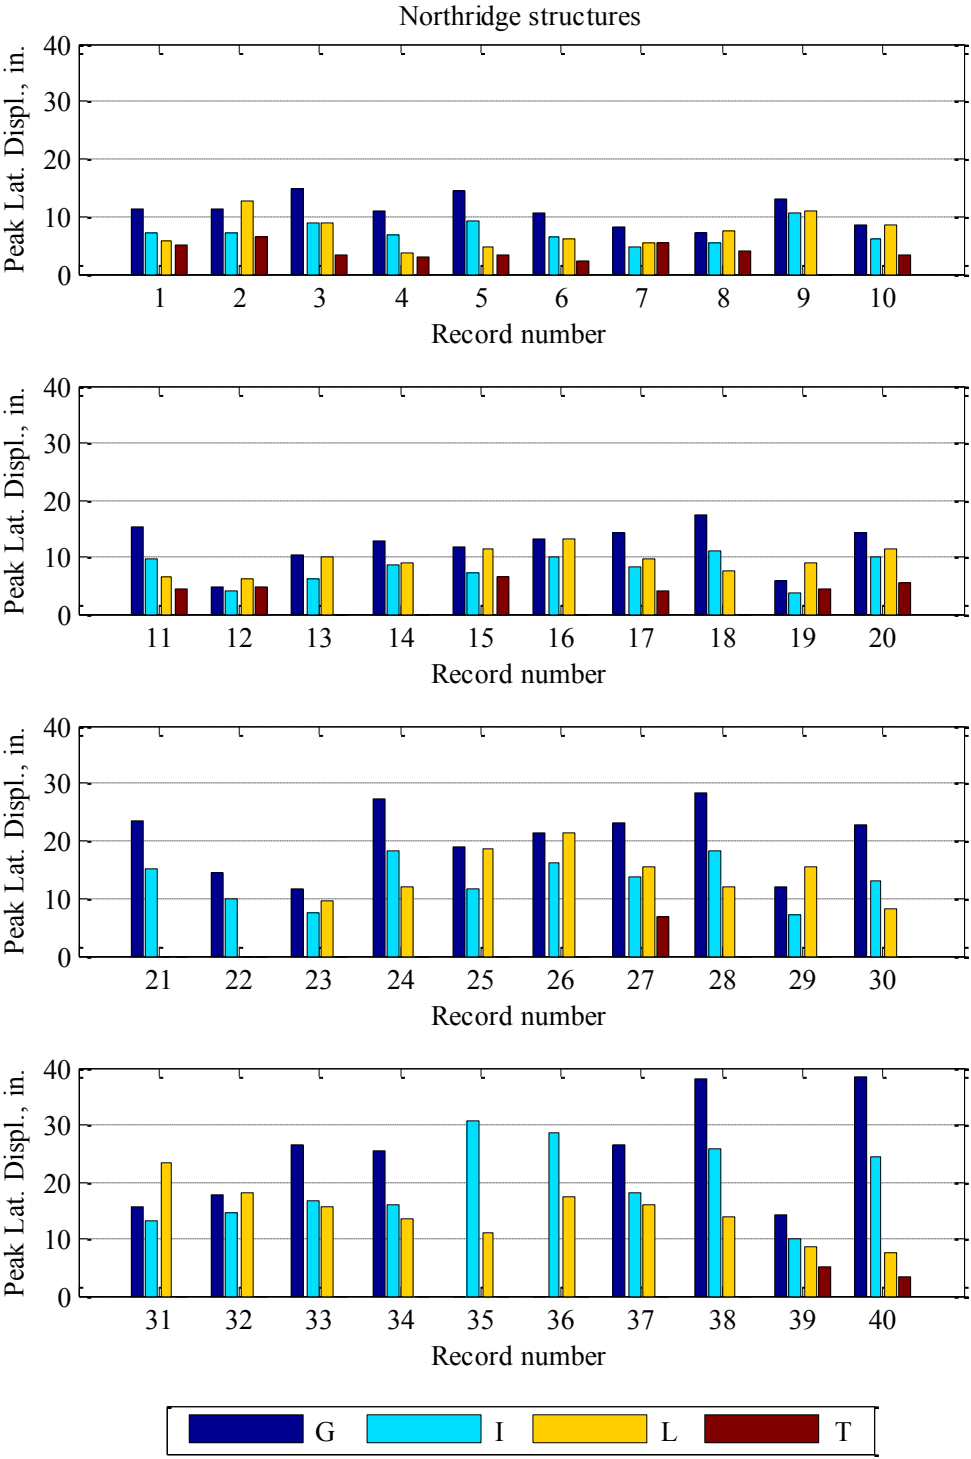 Northridge structures
Peak Lat. Displ., in.
40
30
20
10
0
1 2 3 4 5 6 7 8 9 10
Record number
Peak Lat. Displ., in.
40
30
20
10
0
11 12 13 14 15 16 17 18 19 20
Record number
Peak Lat. Displ., in.
40
30
20
10
0
21 22 23 24 25 26 27 28 29 30
Record number
Peak Lat. Displ., in.
40
30
20
10
0
31 32 33 34 35 36 37 38 39 40
Record number
G I L T